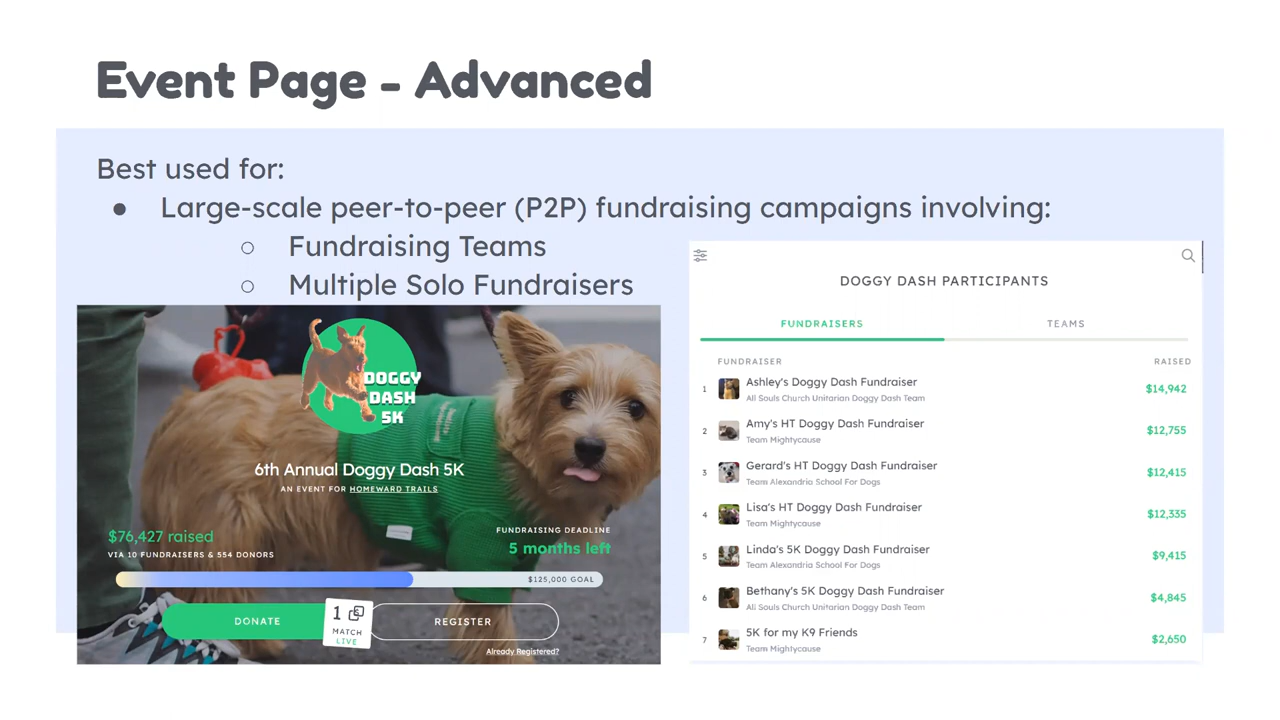 Event Page - Advanced
Best used for:
● Large-scale peer-to-peer (P2P) fundraising campaigns involving:
○ Fundraising Teams
○ Multiple Solo Fundraisers
DOGGY
DASH
5K
6th Annual Doggy Dash 5K
AN EVENT FOR HOMEWARD TRAILS
$76,427 raised
VIA 10 FUNDRAISERS & 554 DONORS
FUNDRAISING DEADLINE
5 months left
$125,000 GOAL
DONATE
1
MATCH
LIVE
REGISTER
Already Registered?
DOGGY DASH PARTICIPANTS
FUNDRAISERS TEAMS
FUNDRAISER RAISED
1 Ashley's Doggy Dash Fundraiser $14,942
All Souls Church Unitarian Doggy Dash Team
2 Amy's HT Doggy Dash Fundraiser $12,755
Team Mightycause
3 Gerard's HT Doggy Dash Fundraiser $12,415
Team Alexandria School For Dogs
4 Lisa's HT Doggy Dash Fundraiser $12,335
Team Mightycause
5 Linda's 5K Doggy Dash Fundraiser $9,415
Team Alexandria School For Dogs
6 Bethany's 5K Doggy Dash Fundraiser $4,845
All Souls Church Unitarian Doggy Dash Team
7 5K for my K9 Friends $2,650
Team Mightycause